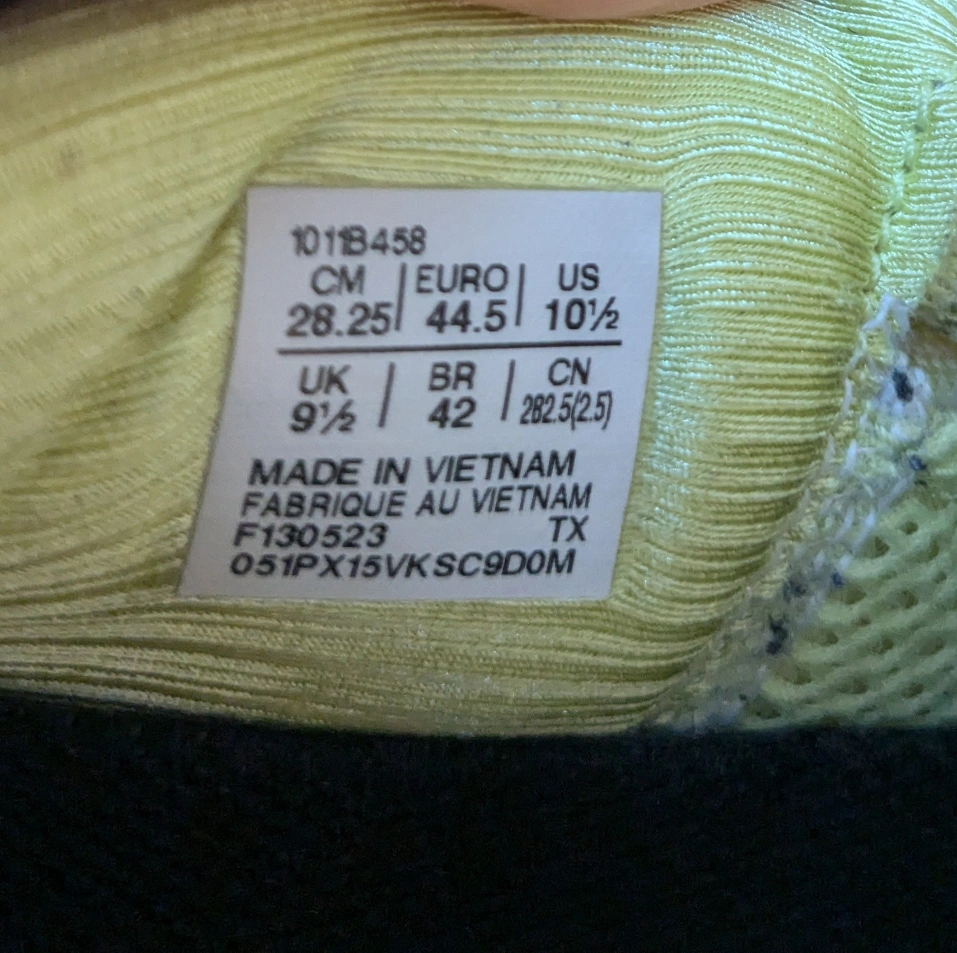 1011B458
CM | EURO | US
28.25 | 44.5 | 10½
UK | BR | CN
9½ | 42 | 282.5(2.5)
MADE IN VIETNAM
FABRIQUE AU VIETNAM
F130523 TX
051PX15VKSC9D0M